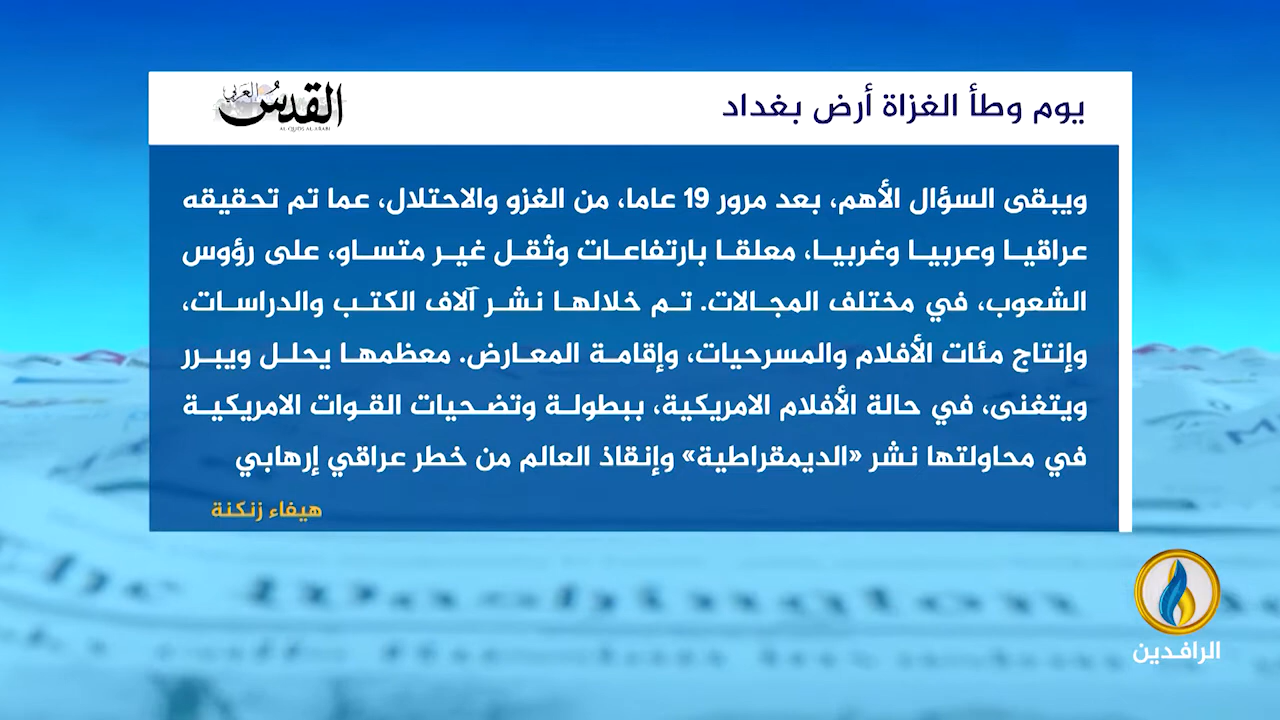 يوم وطأ الغزاة أرض بغداد
القدس العربي
AL-QUDS AL-ARABI
ويبقى السؤال الأهم، بعد مرور 19 عاما، من الغزو والاحتلال، عما تم تحقيقه
عراقيا وعربيا وغربيا، معلقا بارتفاعات وثقل غير متساو، على رؤوس
الشعوب، في مختلف المجالات. تم خلالها نشر آلاف الكتب والدراسات،
وإنتاج مئات الأفلام والمسرحيات، وإقامة المعارض. معظمها يحلل ويبرر
ويتغنى، في حالة الأفلام الامريكية، ببطولة وتضحيات القوات الامريكية
في محاولتها نشر «الديمقراطية» وإنقاذ العالم من خطر عراقي إرهابي
هيفاء زنكنة
الرافدين